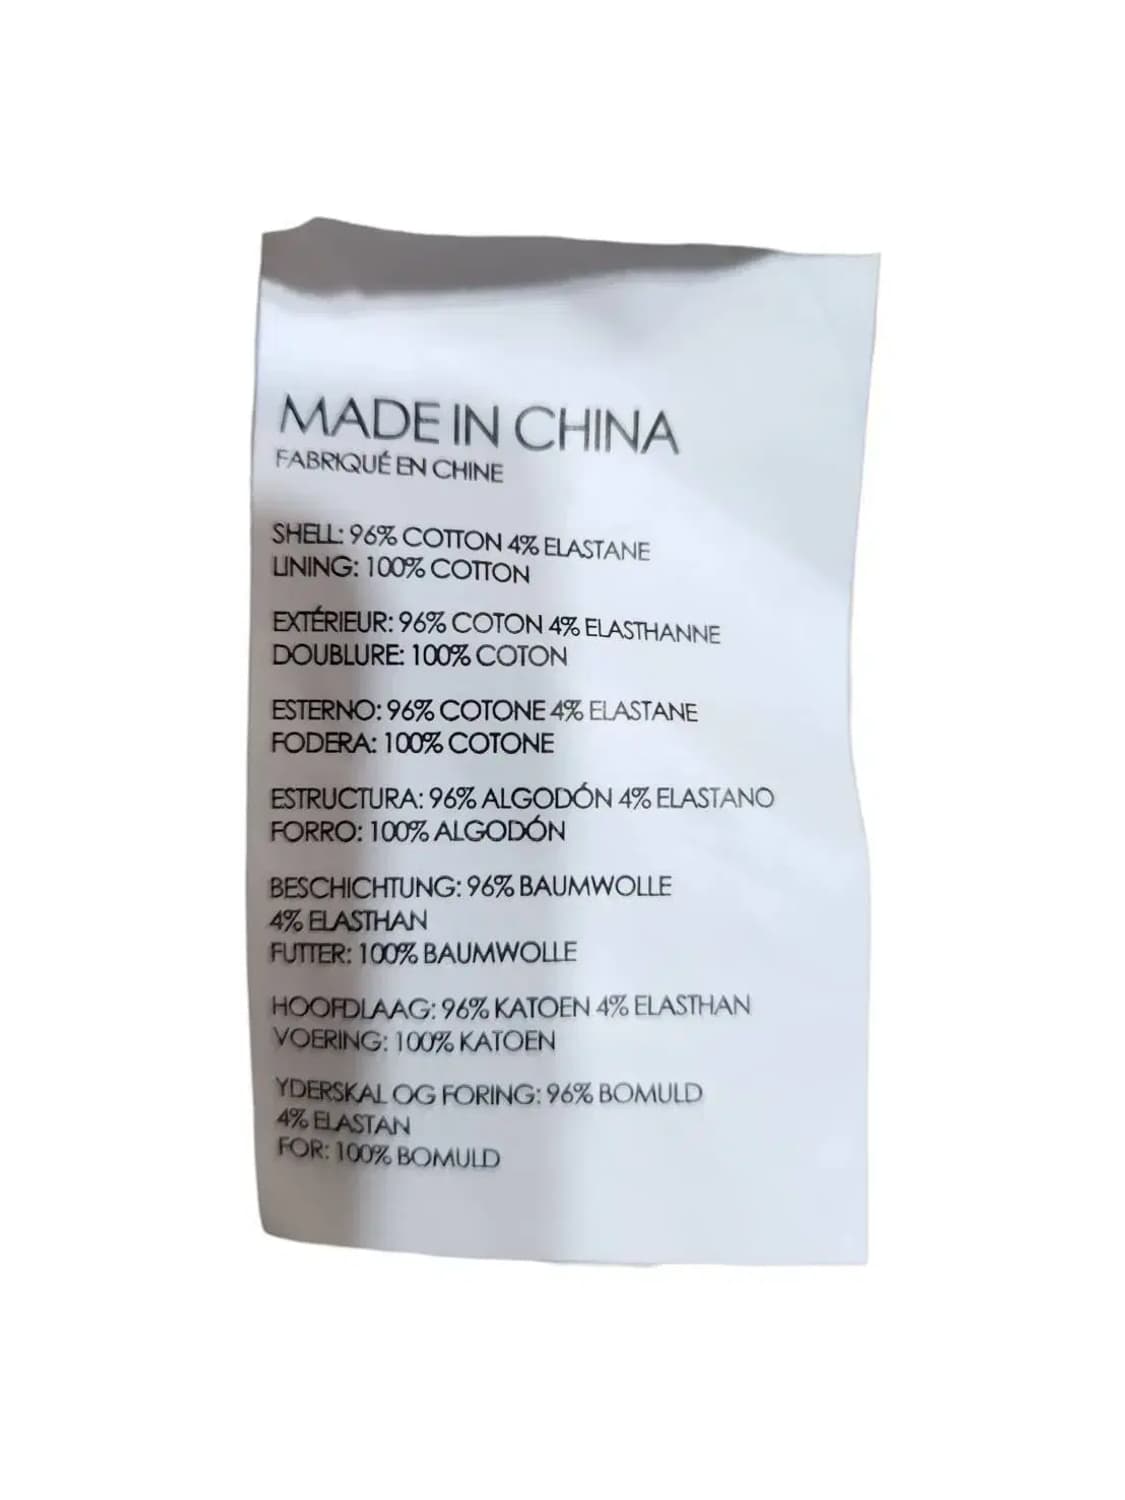 MADE IN CHINA
FABRIQUÉ EN CHINE
SHELL: 96% COTTON 4% ELASTANE
LINING: 100% COTTON
EXTÉRIEUR: 96% COTON 4% ELASTHANNE
DOUBLURE: 100% COTON
ESTERNO: 96% COTONE 4% ELASTANE
FODERA: 100% COTONE
ESTRUCTURA: 96% ALGODÓN 4% ELASTANO
FORRO: 100% ALGODÓN
BESCHICHTUNG: 96% BAUMWOLLE
4% ELASTHAN
FUTTER: 100% BAUMWOLLE
HOOFDLAAG: 96% KATOEN 4% ELASTHAN
VOERING: 100% KATOEN
YDERSKAL OG FORING: 96% BOMULD
4% ELASTAN
FOR: 100% BOMULD